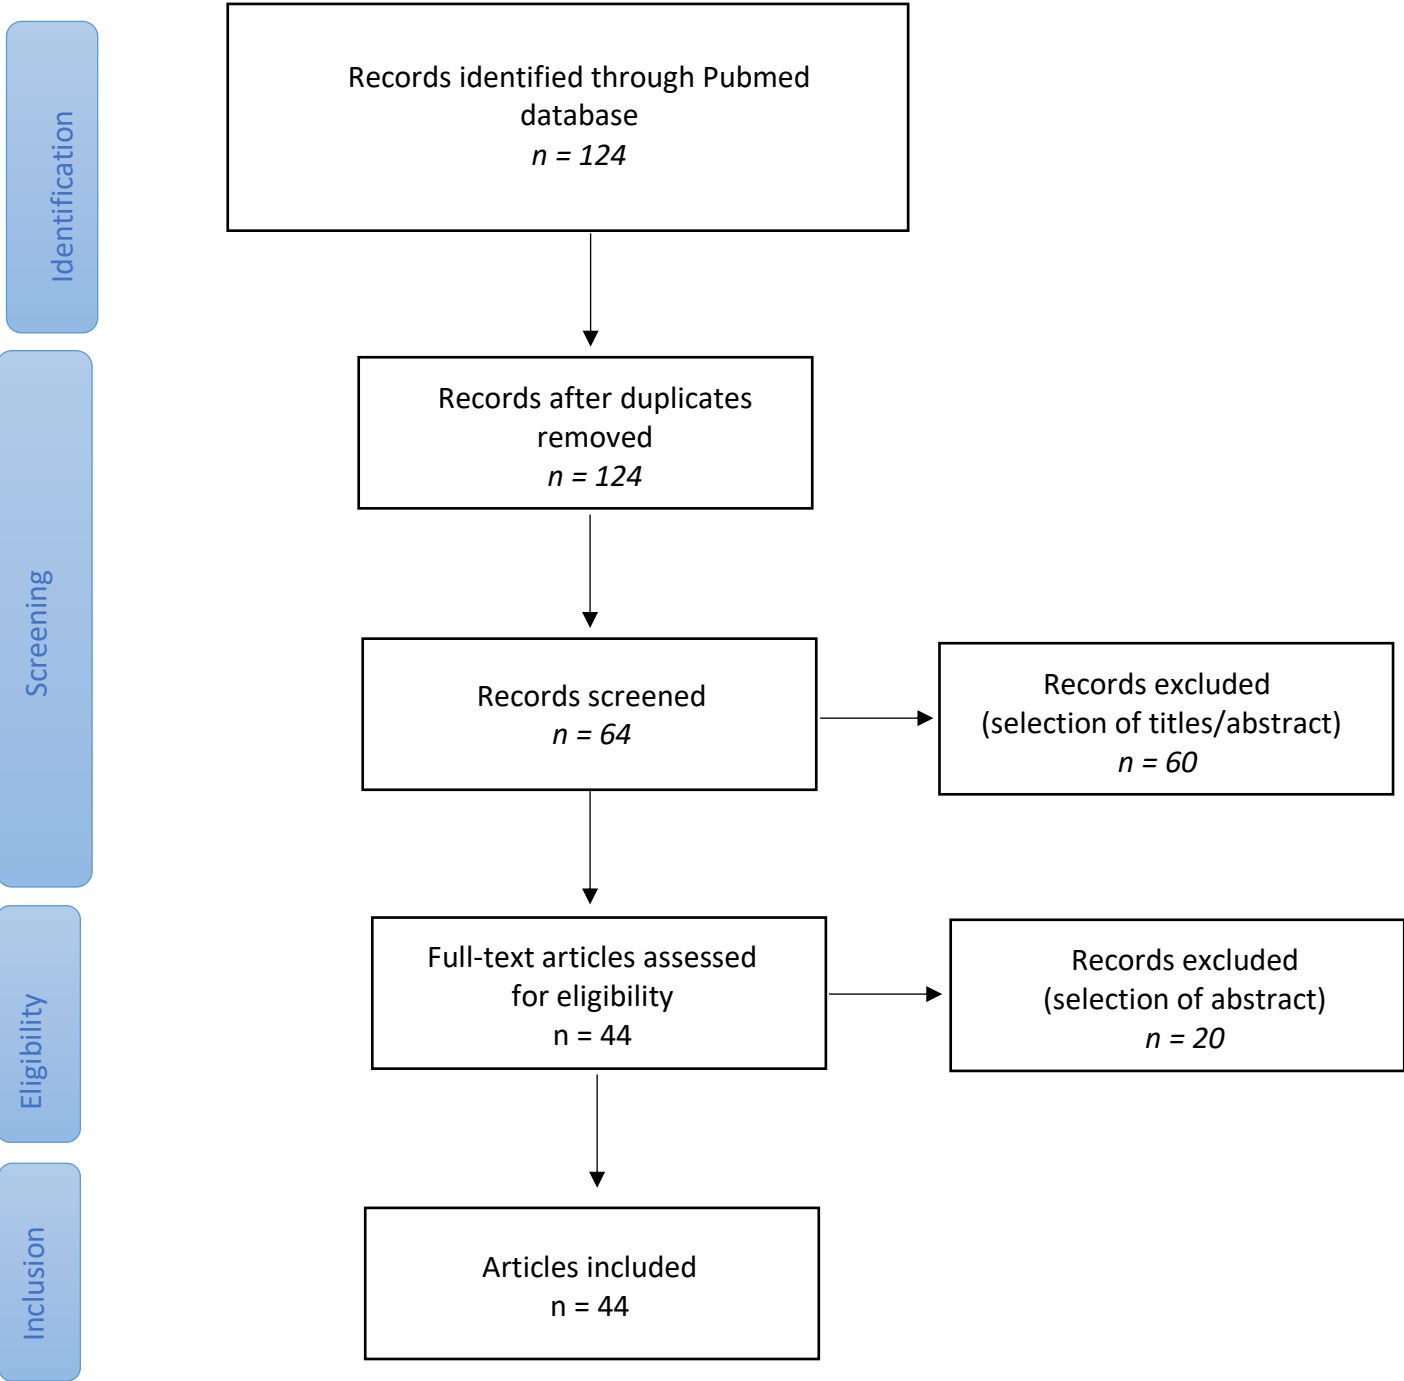 Identification
Records identified through Pubmed
database
n = 124
Screening
Records after duplicates
removed
n = 124
Records screened
n = 64
Records excluded
(selection of titles/abstract)
n = 60
Eligibility
Full-text articles assessed
for eligibility
n = 44
Records excluded
(selection of abstract)
n = 20
Inclusion
Articles included
n = 44